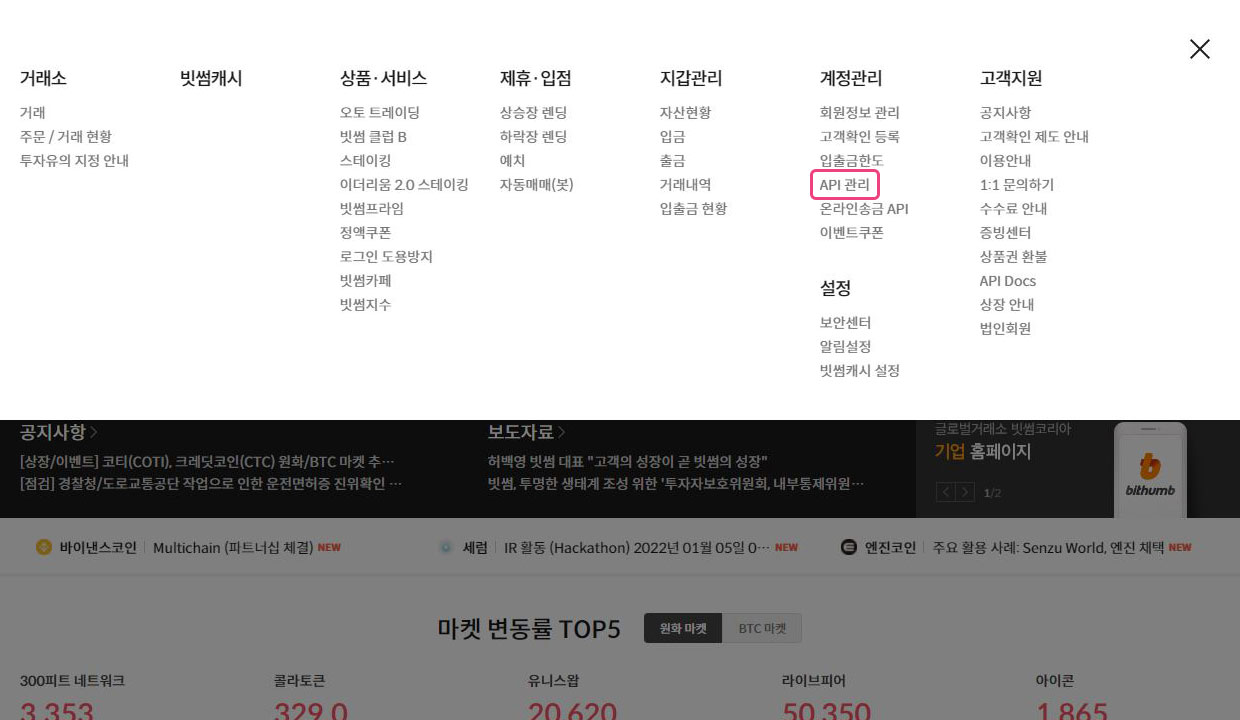 거래소
거래
주문 / 거래 현황
투자유의 지정 안내
빗썸캐시
상품·서비스
오토 트레이딩
빗썸 클럽 B
스테이킹
이더리움 2.0 스테이킹
빗썸프라임
정액쿠폰
로그인 도용방지
빗썸카페
빗썸지수
제휴·입점
상승장 렌딩
하락장 렌딩
예치
자동매매(봇)
지갑관리
자산현황
입금
출금
거래내역
입출금 현황
계정관리
회원정보 관리
고객확인 등록
입출금한도
API 관리
온라인송금 API
이벤트쿠폰
설정
보안센터
알림설정
빗썸캐시 설정
고객지원
공지사항
고객확인 제도 안내
이용안내
1:1 문의하기
수수료 안내
증빙센터
상품권 환불
API Docs
상장 안내
법인회원
공지사항
[상장/이벤트] 코티(COTI), 크레딧코인(CTC) 원화/BTC 마켓 추…
[점검] 경찰청/도로교통공단 작업으로 인한 운전면허증 진위확인 …
보도자료
허백영 빗썸 대표 "고객의 성장이 곧 빗썸의 성장"
빗썸, 투명한 생태계 조성 위한 '투자자보호위원회, 내부통제위원…
글로벌거래소 빗썸코리아
기업 홈페이지
1/2
bithumb
바이낸스코인 Multichain (파트너십 체결) NEW
세럼 IR 활동 (Hackathon) 2022년 01월 05일 0… NEW
엔진코인 주요 활용 사례: Senzu World, 엔진 채택 NEW
마켓 변동률 TOP5
원화 마켓
BTC 마켓
300피트 네트워크
3,353
콜라토큰
329.0
유니스왑
20,620
라이브피어
50,350
아이콘
1,865